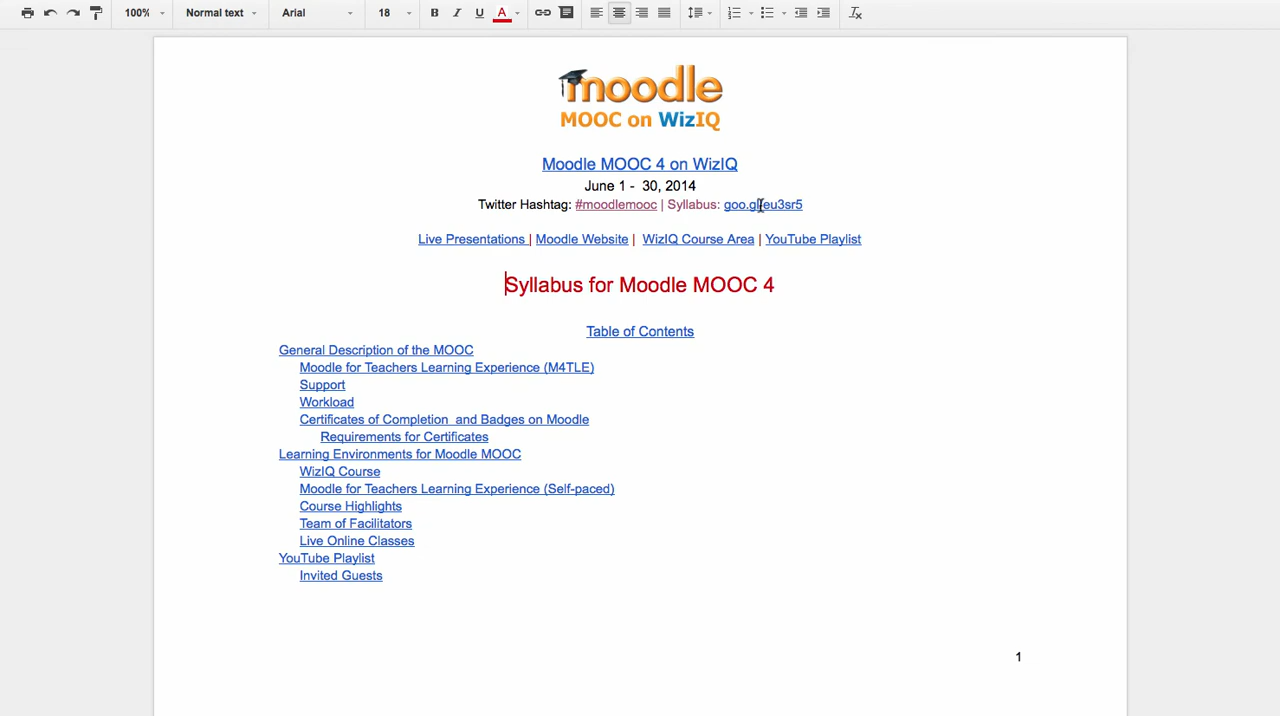 100% Normal text Arial 18 B I U A
moodle
MOOC on WizIQ
Moodle MOOC 4 on WizIQ
June 1 - 30, 2014
Twitter Hashtag: #moodlemooc | Syllabus: goo.gl/eu3sr5
Live Presentations | Moodle Website | WizIQ Course Area | YouTube Playlist
Syllabus for Moodle MOOC 4
Table of Contents
General Description of the MOOC
Moodle for Teachers Learning Experience (M4TLE)
Support
Workload
Certificates of Completion and Badges on Moodle
Requirements for Certificates
Learning Environments for Moodle MOOC
WizIQ Course
Moodle for Teachers Learning Experience (Self-paced)
Course Highlights
Team of Facilitators
Live Online Classes
YouTube Playlist
Invited Guests
1